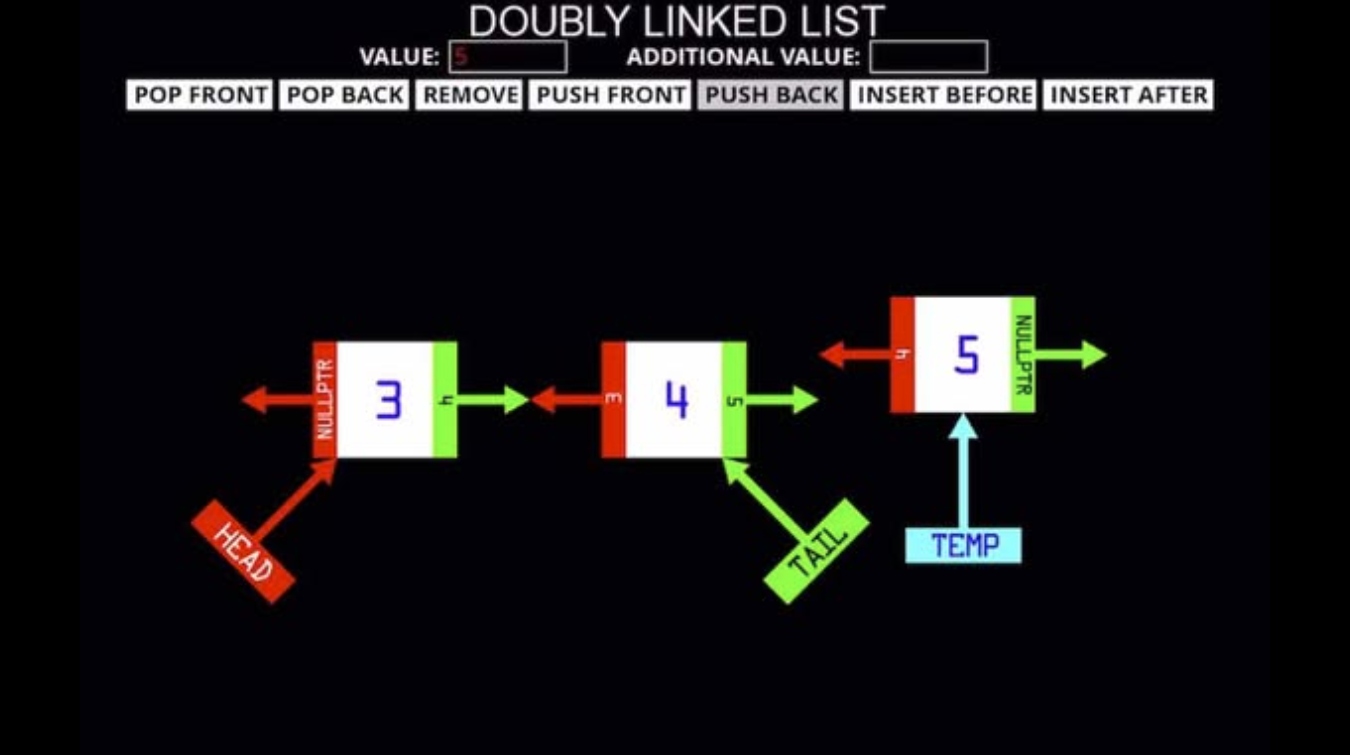 DOUBLY LINKED LIST
VALUE: 5 ADDITIONAL VALUE:
POP FRONT POP BACK REMOVE PUSH FRONT PUSH BACK INSERT BEFORE INSERT AFTER
NULLPTR 3 4
3 4 5
4 5 NULLPTR
HEAD
TAIL
TEMP